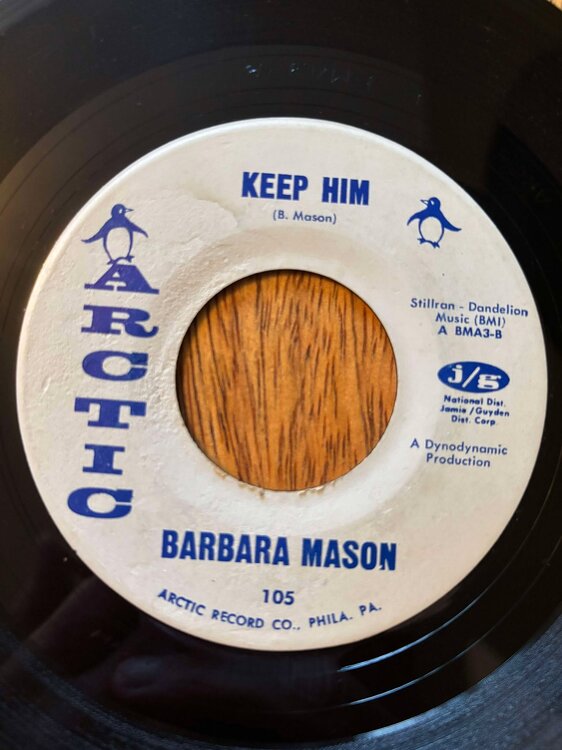 KEEP HIM
(B. Mason)
ARCTIC
Stillran - Dandelion
Music (BMI)
A BMA3-B
j/g
National Dist.
Jamie/Guyden
Dist. Corp.
A Dynodynamic
Production
BARBARA MASON
105
ARCTIC RECORD CO., PHILA. PA.